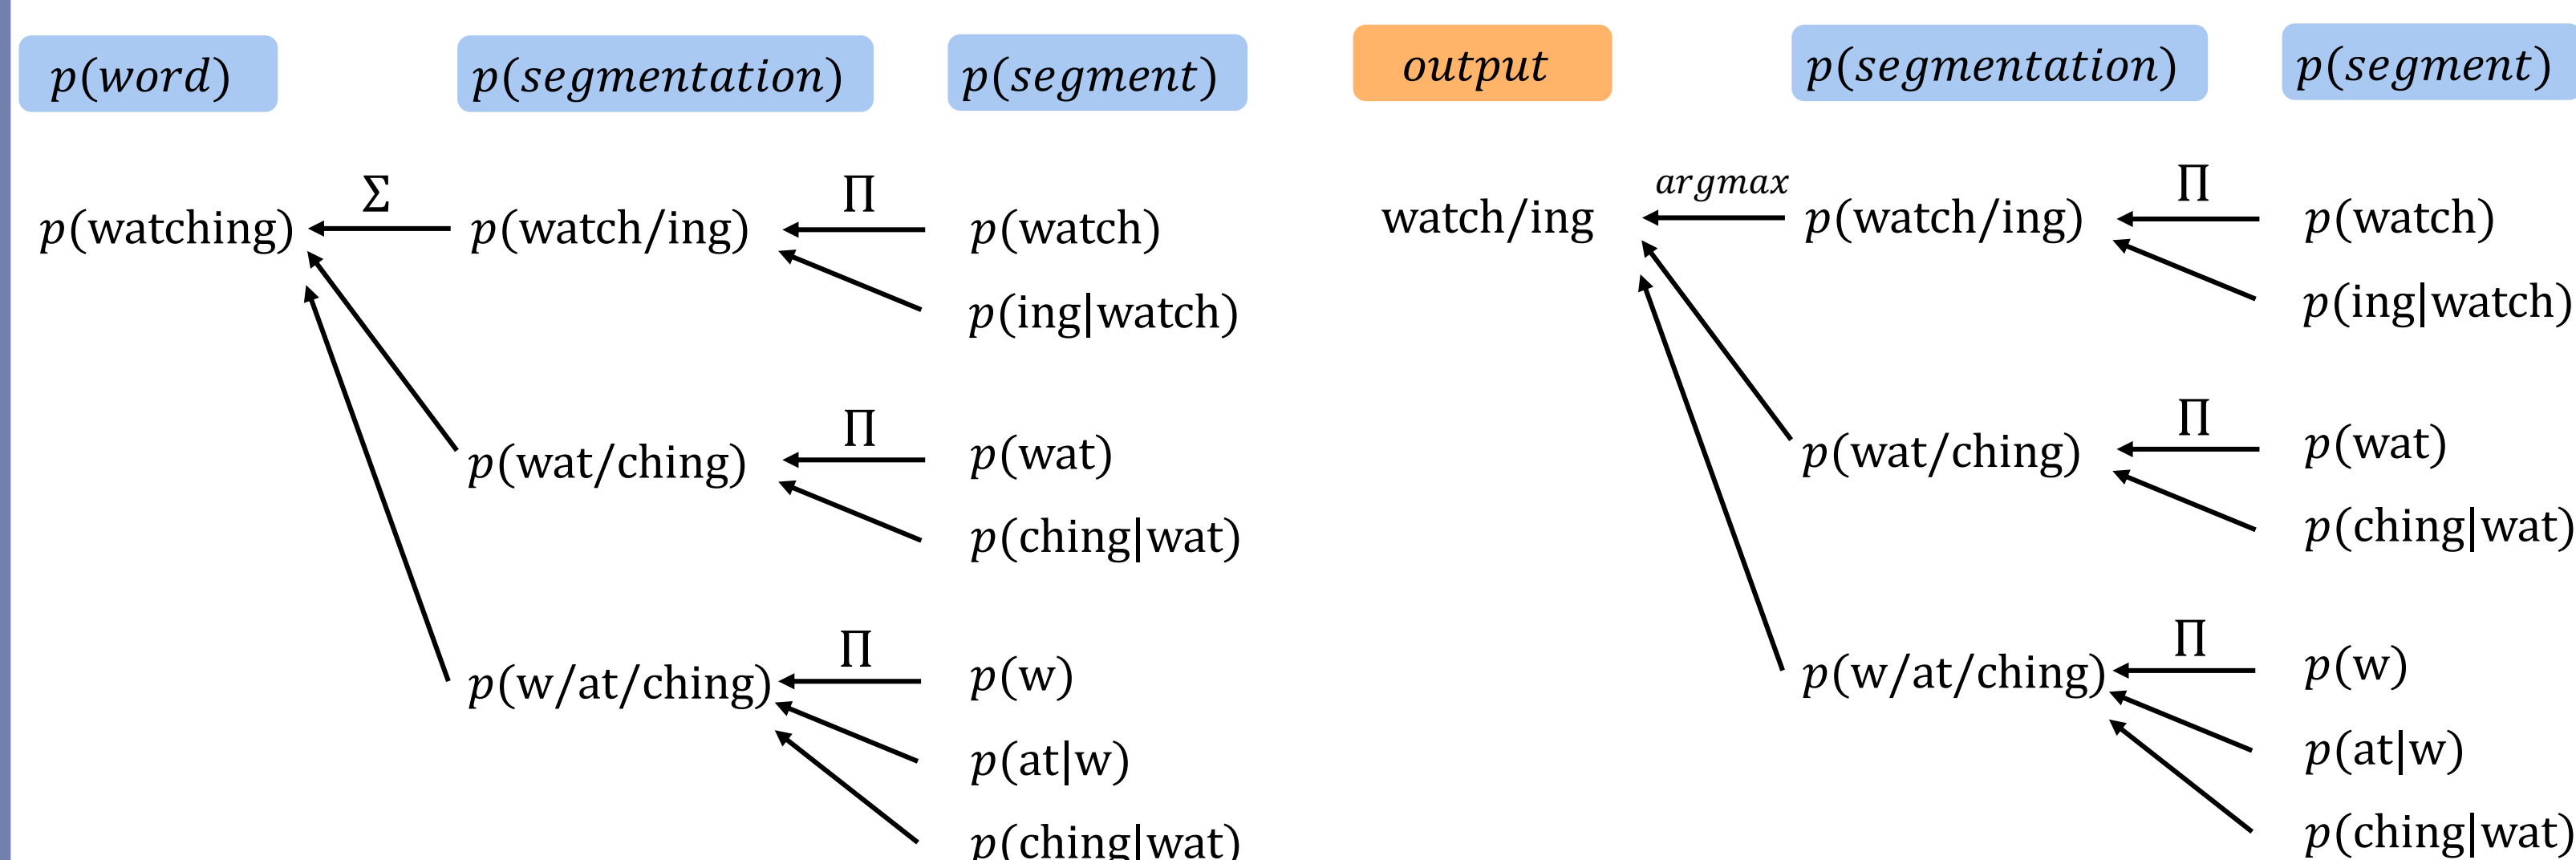 p(word) p(segmentation) p(segment)
p(watching) Σ p(watch/ing) Π p(watch)
p(ing|watch)
p(wat/ching) Π p(wat)
p(ching|wat)
p(w/at/ching) Π p(w)
p(at|w)
p(ching|wat)
output p(segmentation) p(segment)
watch/ing argmax p(watch/ing) Π p(watch)
p(ing|watch)
p(wat/ching) Π p(wat)
p(ching|wat)
p(w/at/ching) Π p(w)
p(at|w)
p(ching|wat)